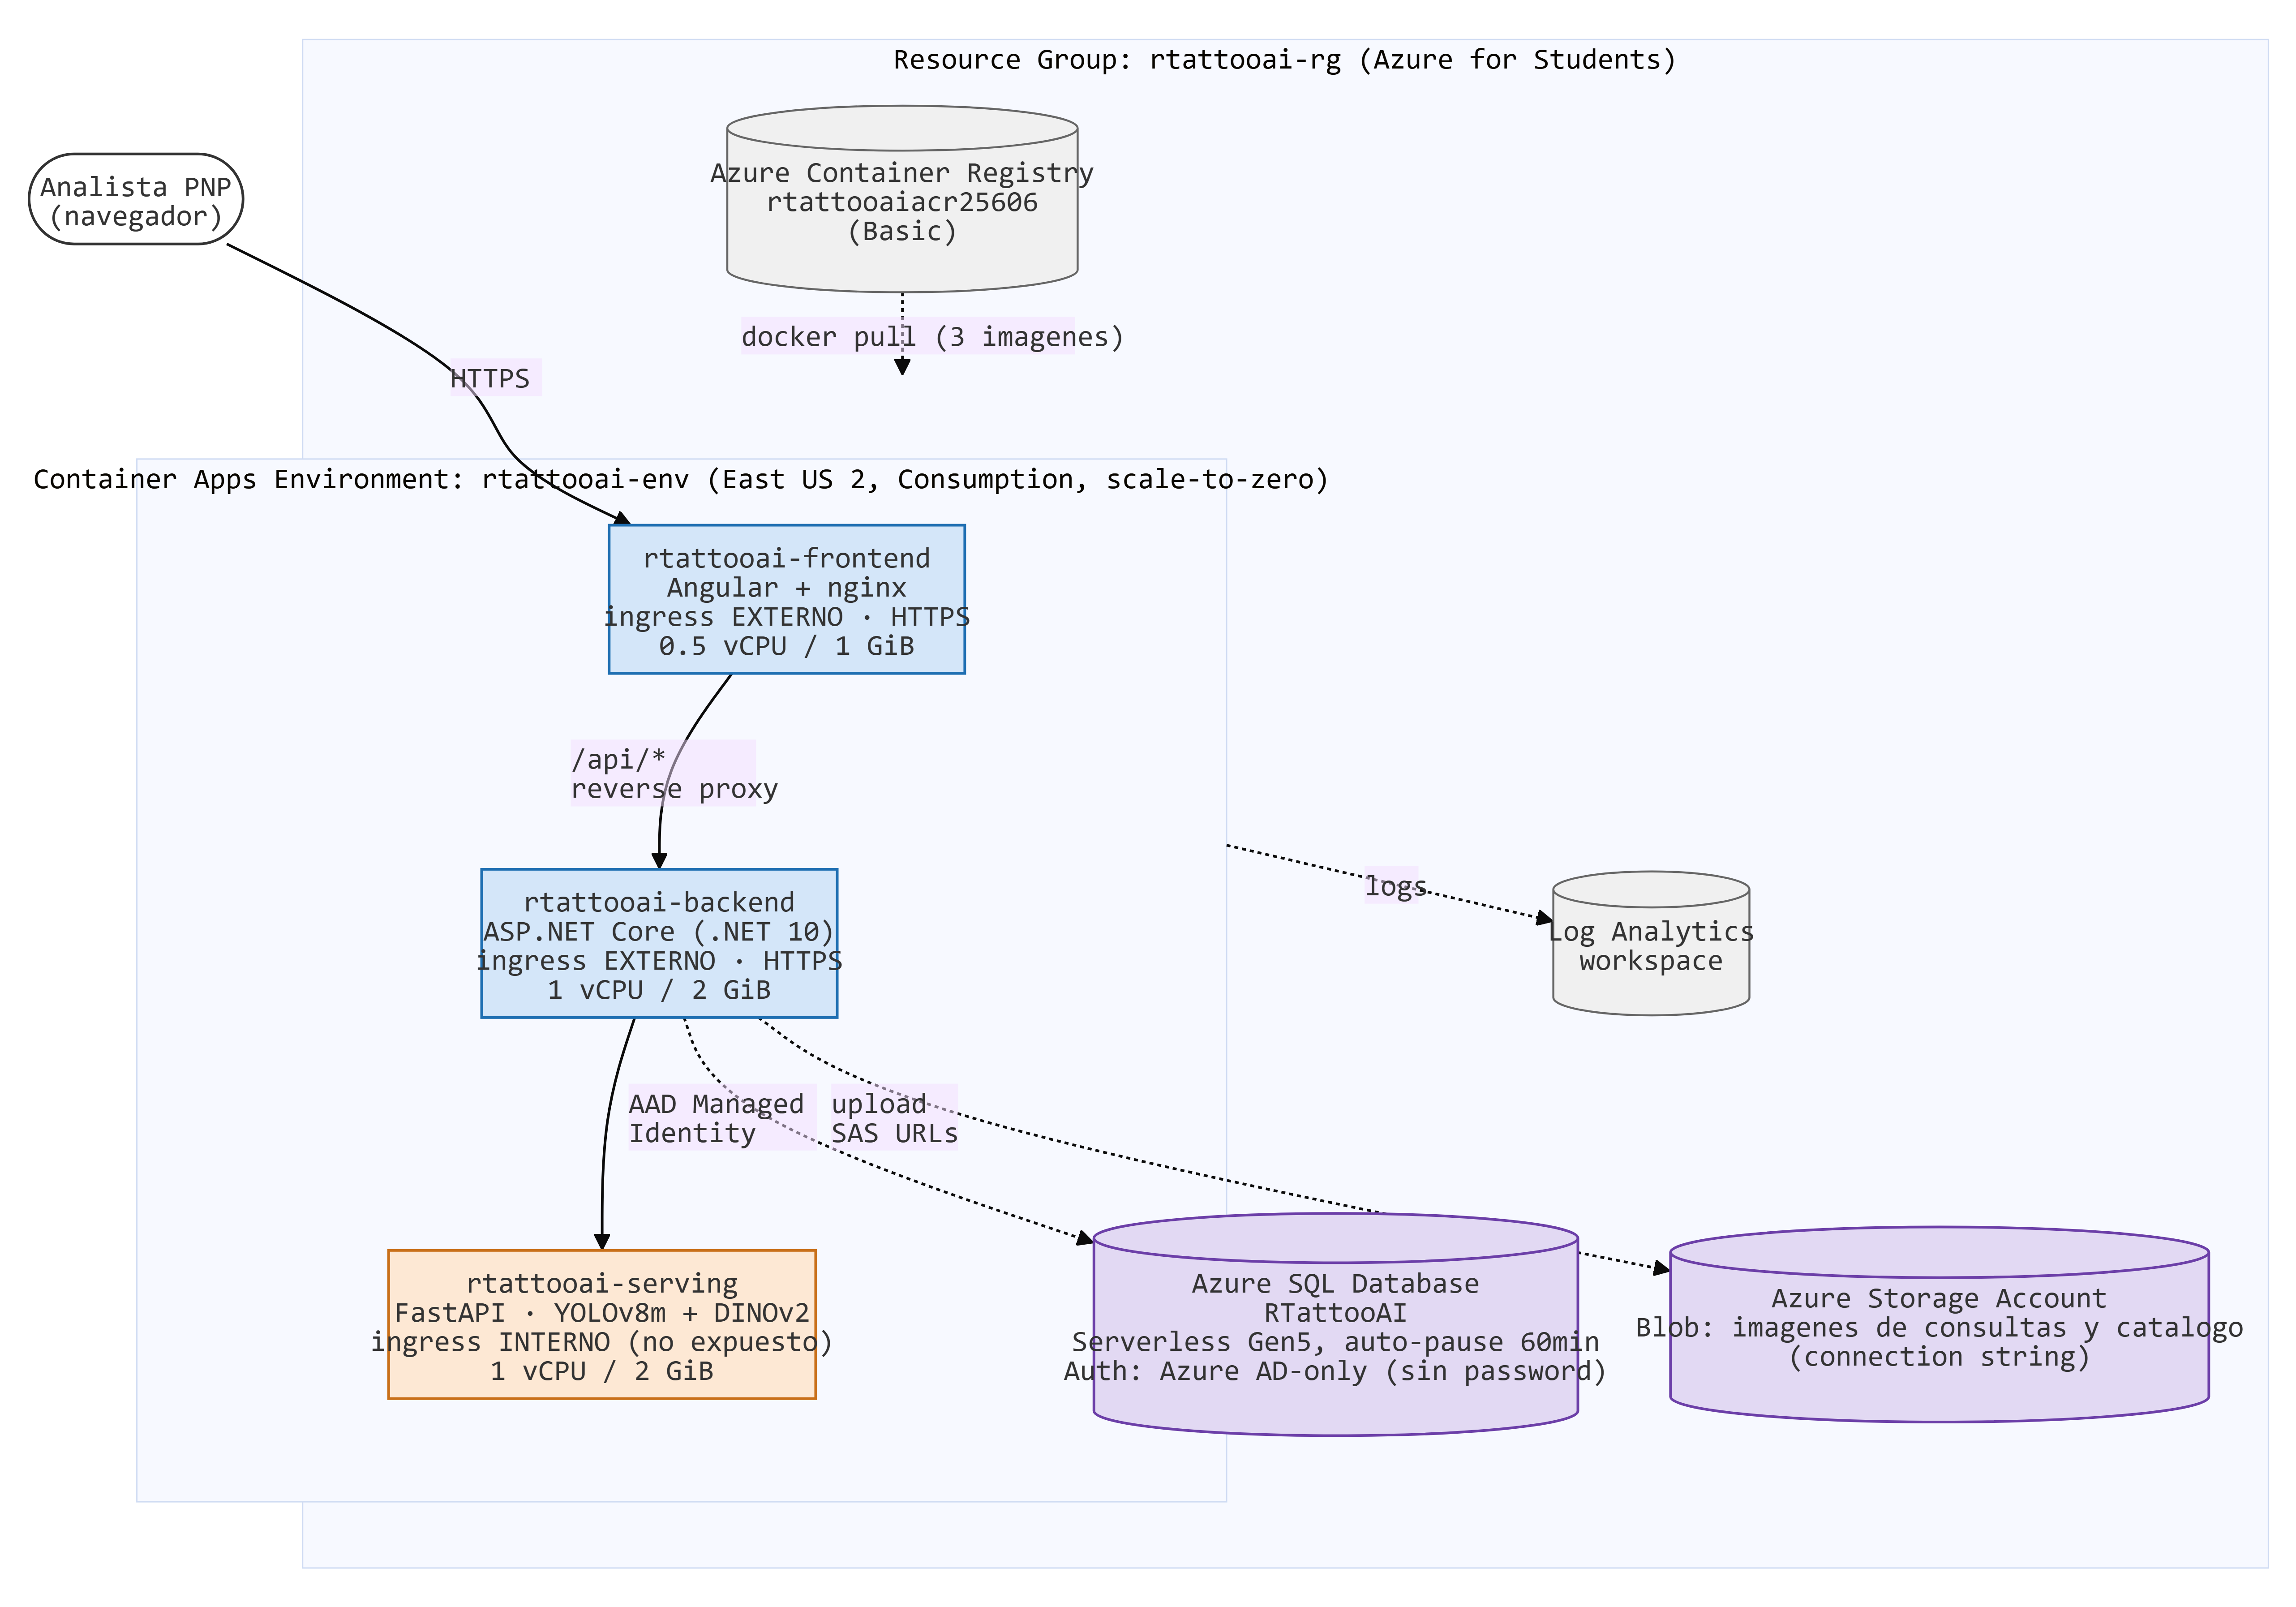 Resource Group: rtattooai-rg (Azure for Students)
Azure Container Registry
rtattooaiacr25606
(Basic)
Analista PNP
(navegador)
docker pull (3 imagenes)
HTTPS
Container Apps Environment: rtattooai-env (East US 2, Consumption, scale-to-zero)
rtattooai-frontend
Angular + nginx
ingress EXTERNO · HTTPS
0.5 vCPU / 1 GiB
/api/*
reverse proxy
rtattooai-backend
ASP.NET Core (.NET 10)
ingress EXTERNO · HTTPS
1 vCPU / 2 GiB
logs
Log Analytics
workspace
AAD Managed
Identity
upload
SAS URLs
rtattooai-serving
FastAPI · YOLOv8m + DINOv2
ingress INTERNO (no expuesto)
1 vCPU / 2 GiB
Azure SQL Database
RTattooAI
Serverless Gen5, auto-pause 60min
Auth: Azure AD-only (sin password)
Azure Storage Account
Blob: imagenes de consultas y catalogo
(connection string)